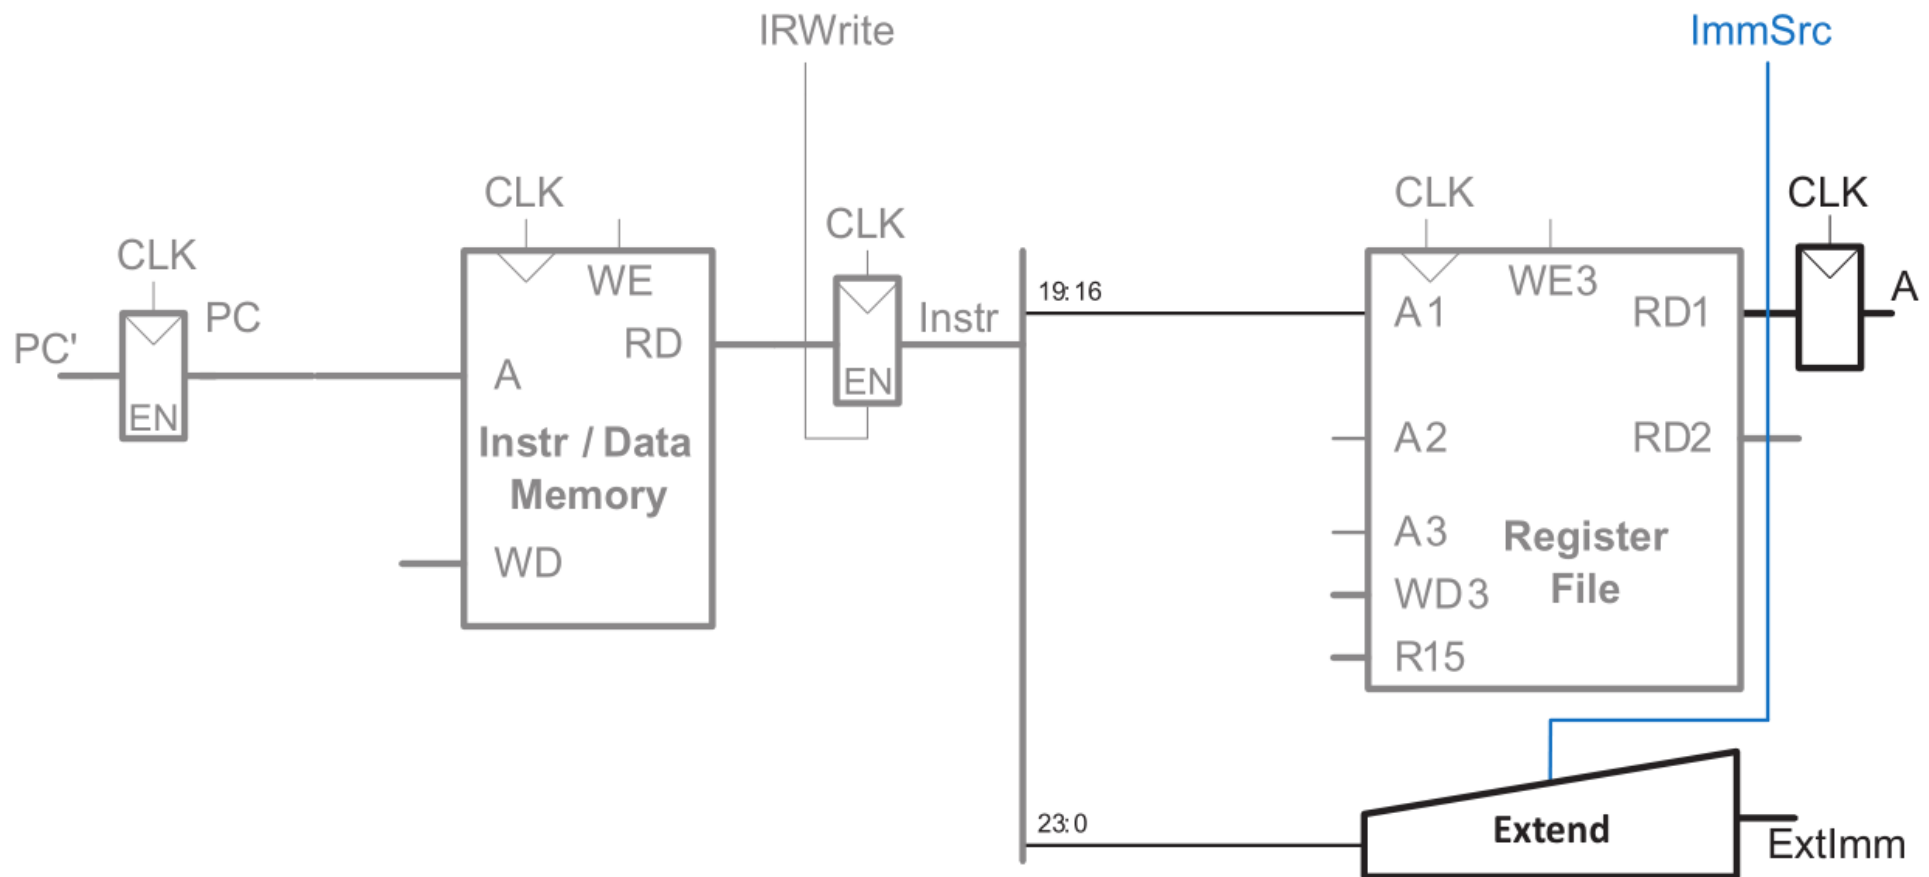 IRWrite
ImmSrc
CLK
CLK
CLK
CLK
CLK
PC'
PC
EN
WE
RD
A
Instr / Data
Memory
WD
EN
Instr
19:16
A1
WE3
RD1
A
A2
RD2
A3
Register
File
WD3
R15
23:0
Extend
ExtImm